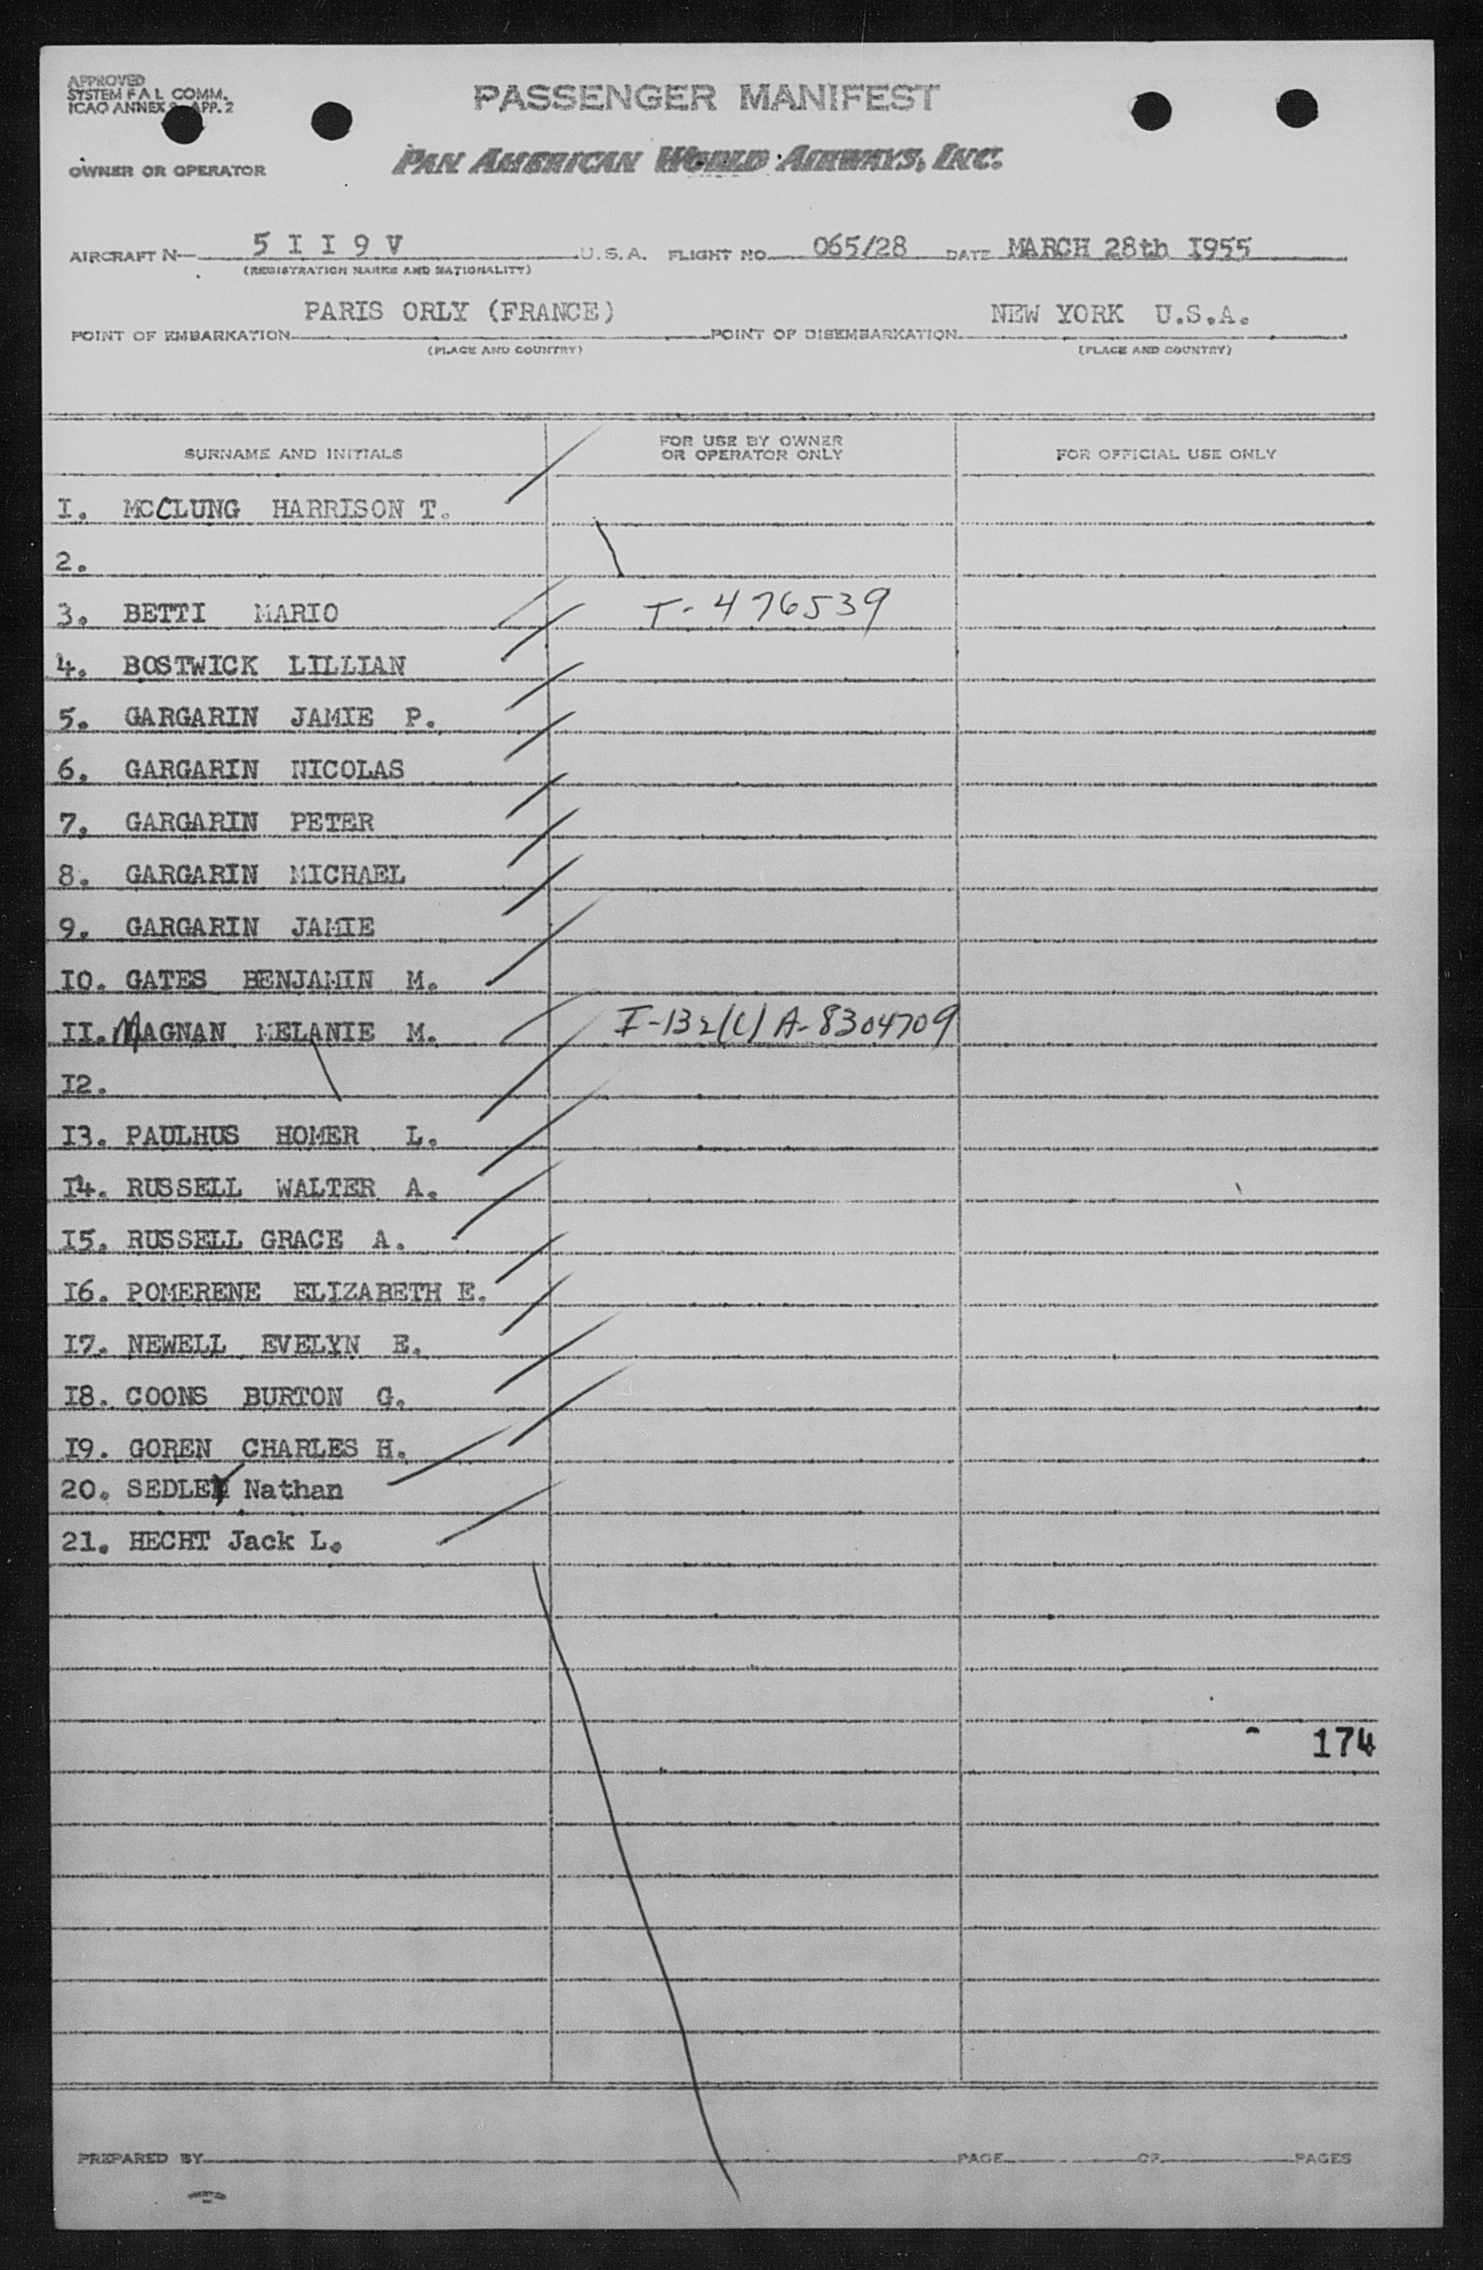 APPROVED
SYSTEM F A L COMM.
ICAO ANNEX 9 APP. 2
PASSENGER MANIFEST
OWNER OR OPERATOR
PAN AMERICAN WORLD AIRWAYS, INC.
AIRCRAFT N- 5 I I 9 V U.S.A. FLIGHT NO. 065/28 DATE MARCH 28th I955
(REGISTRATION MARKS AND NATIONALITY)
PARIS ORLY (FRANCE) NEW YORK U.S.A.
POINT OF EMBARKATION POINT OF DISEMBARKATION
(PLACE AND COUNTRY) (PLACE AND COUNTRY)
SURNAME AND INITIALS FOR USE BY OWNER OR OPERATOR ONLY FOR OFFICIAL USE ONLY
I. MCCLUNG HARRISON T.
2.
3. BETTI MARIO T-476539
4. BOSTWICK LILLIAN
5. GARGARIN JAMIE P.
6. GARGARIN NICOLAS
7. GARGARIN PETER
8. GARGARIN MICHAEL
9. GARGARIN JAMIE
IO. GATES BENJAMIN M.
II. MAGNAN MELANIE M. I-132(C) A-8304709
I2.
I3. PAULHUS HOMER L.
I4. RUSSELL WALTER A.
I5. RUSSELL GRACE A.
I6. POMERENE ELIZABETH E.
I7. NEWELL EVELYN E.
I8. COONS BURTON G.
I9. GOREN CHARLES H.
20. SEDLEY Nathan
21. HECHT Jack L.
174
PREPARED BY PAGE OF PAGES